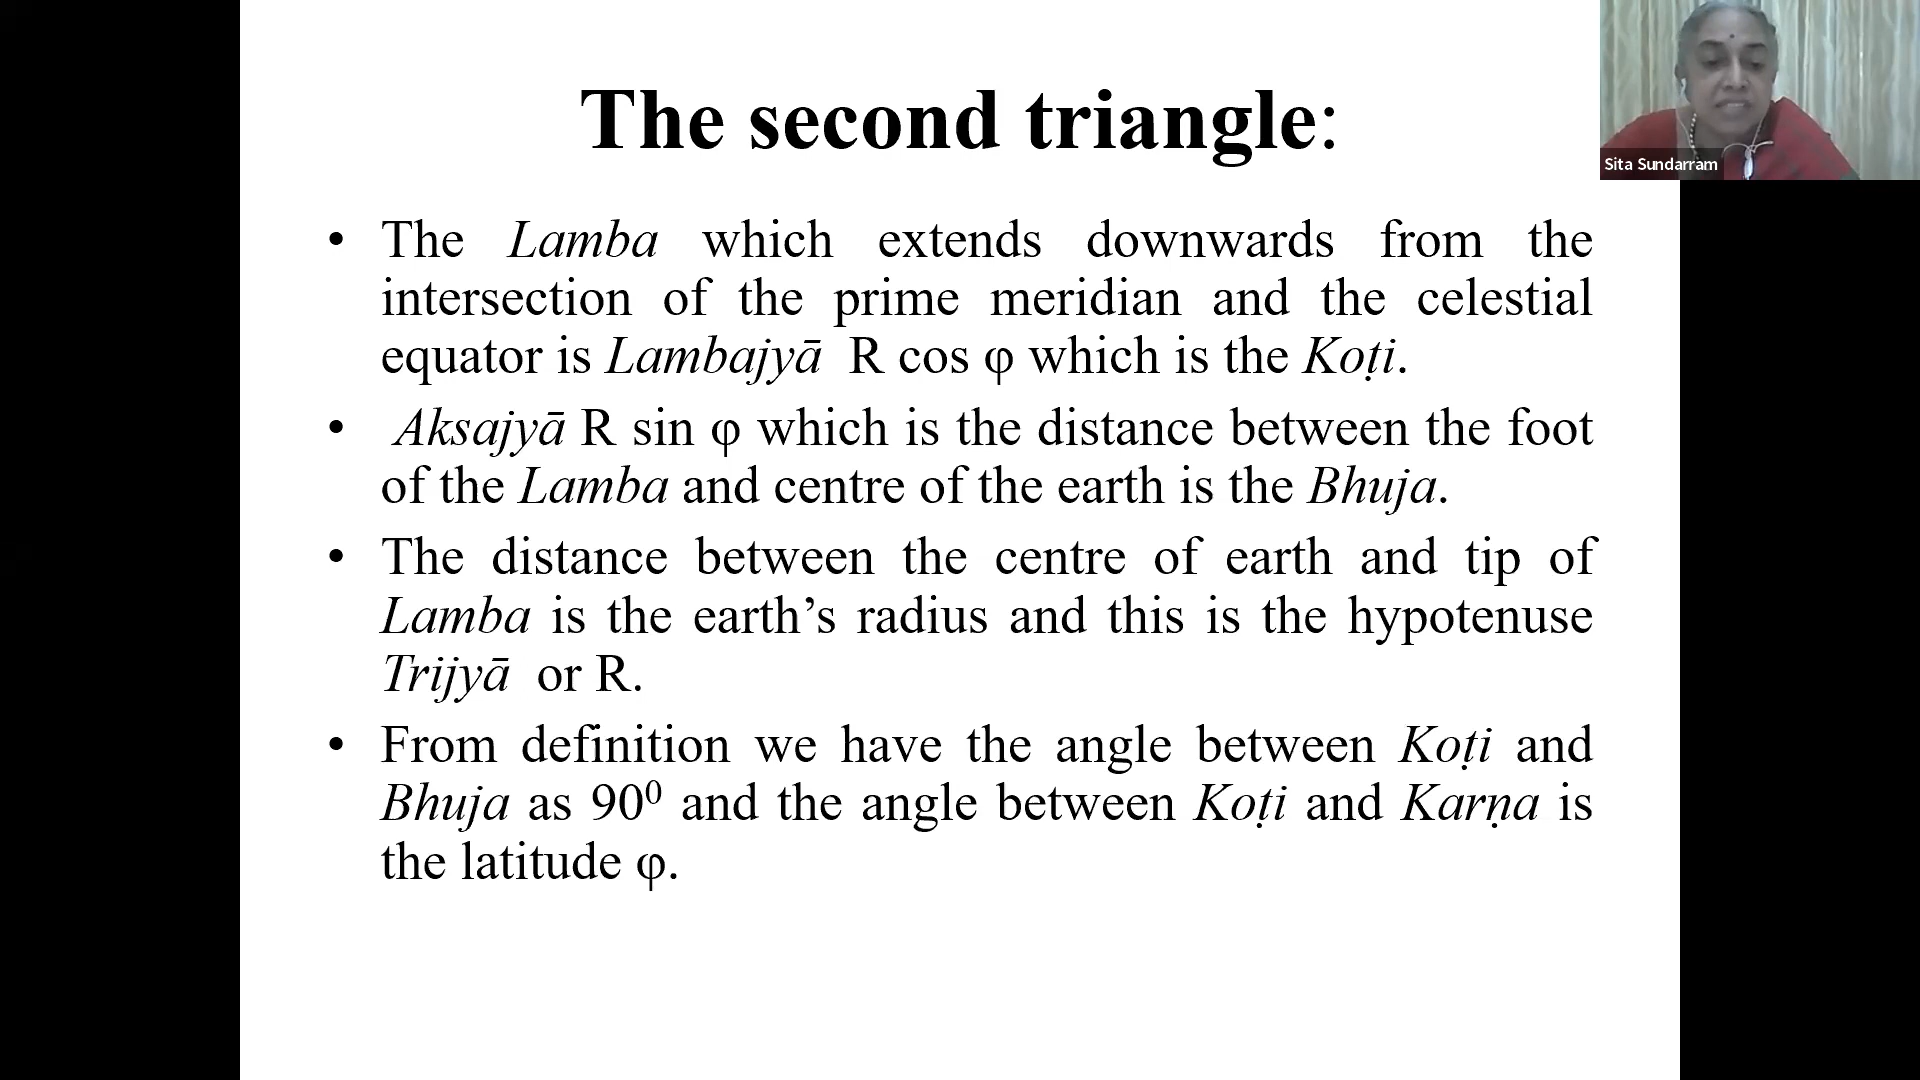 The second triangle:
Sita Sundarram
• The Lamba which extends downwards from the
intersection of the prime meridian and the celestial
equator is Lambajyā R cos φ which is the Koṭi.
• Aksajyā R sin φ which is the distance between the foot
of the Lamba and centre of the earth is the Bhuja.
• The distance between the centre of earth and tip of
Lamba is the earth’s radius and this is the hypotenuse
Trijyā or R.
• From definition we have the angle between Koṭi and
Bhuja as 90⁰ and the angle between Koṭi and Karṇa is
the latitude φ.